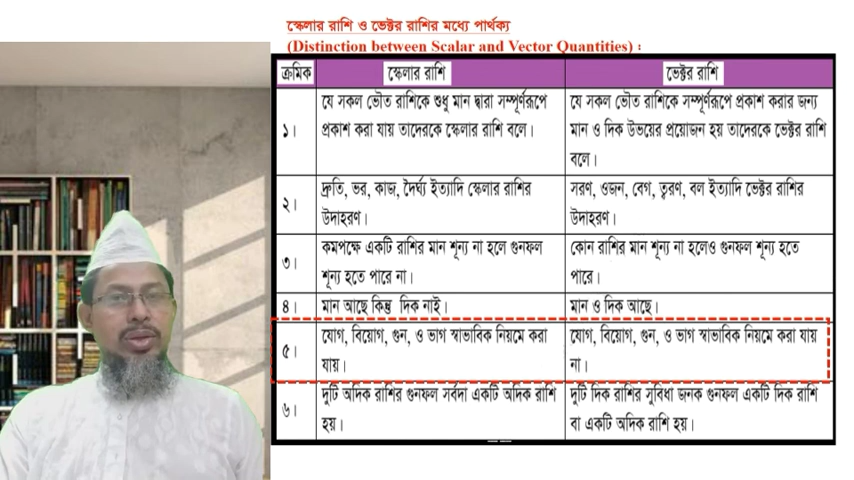 স্কেলার রাশি ও ভেক্টর রাশির মধ্যে পার্থক্য
(Distinction between Scalar and Vector Quantities) :
ক্রমিক স্কেলার রাশি ভেক্টর রাশি
১। যে সকল ভৌত রাশিকে শুধু মান দ্বারা সম্পূর্ণরূপে
প্রকাশ করা যায় তাদেরকে স্কেলার রাশি বলে।
যে সকল ভৌত রাশিকে সম্পূর্ণরূপে প্রকাশ করার জন্য
মান ও দিক উভয়ের প্রয়োজন হয় তাদেরকে ভেক্টর রাশি
বলে।
২। দ্রুতি, ভর, কাজ, দৈর্ঘ্য ইত্যাদি স্কেলার রাশির
উদাহরণ।
সরণ, ওজন, বেগ, ত্বরণ, বল ইত্যাদি ভেক্টর রাশির
উদাহরণ।
৩। কমপক্ষে একটি রাশির মান শূন্য না হলে গুনফল
শূন্য হতে পারে না।
কোন রাশির মান শূন্য না হলেও গুনফল শূন্য হতে
পারে।
৪। মান আছে কিন্তু দিক নাই। মান ও দিক আছে।
৫। যোগ, বিয়োগ, গুন, ও ভাগ স্বাভাবিক নিয়মে করা
যায়।
যোগ, বিয়োগ, গুন, ও ভাগ স্বাভাবিক নিয়মে করা যায়
না।
৬। দুটি অদিক রাশির গুনফল সর্বদা একটি অদিক রাশি
হয়।
দুটি দিক রাশির সুবিধা জনক গুনফল একটি দিক রাশি
বা একটি অদিক রাশি হয়।